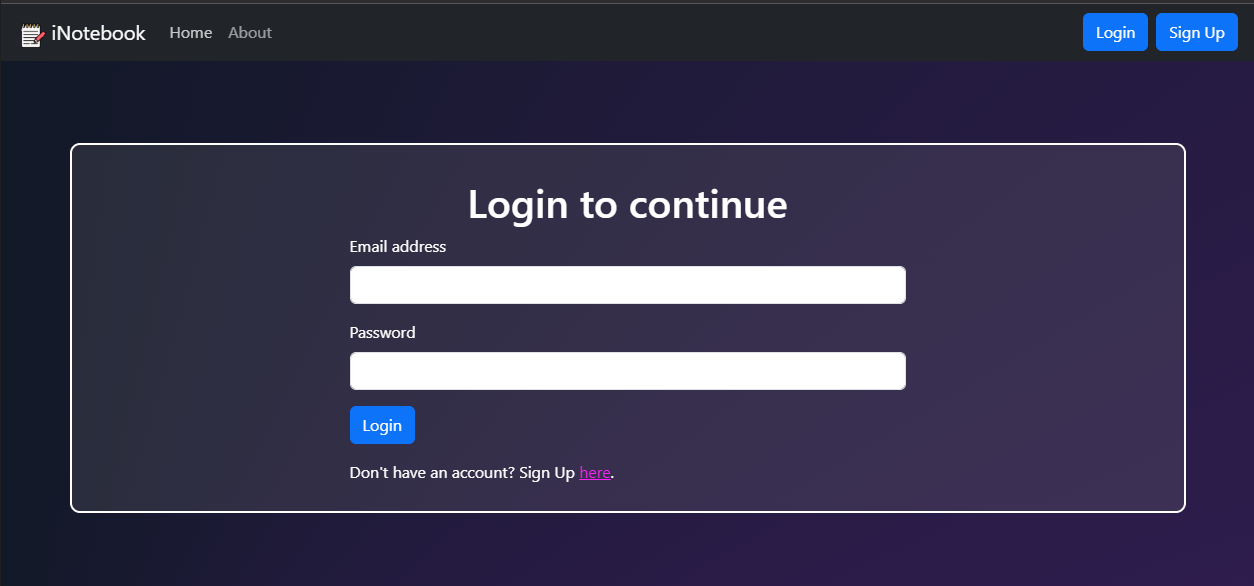 iNotebook Home About Login Sign Up
Login to continue
Email address
Password
Login
Don't have an account? Sign Up here.